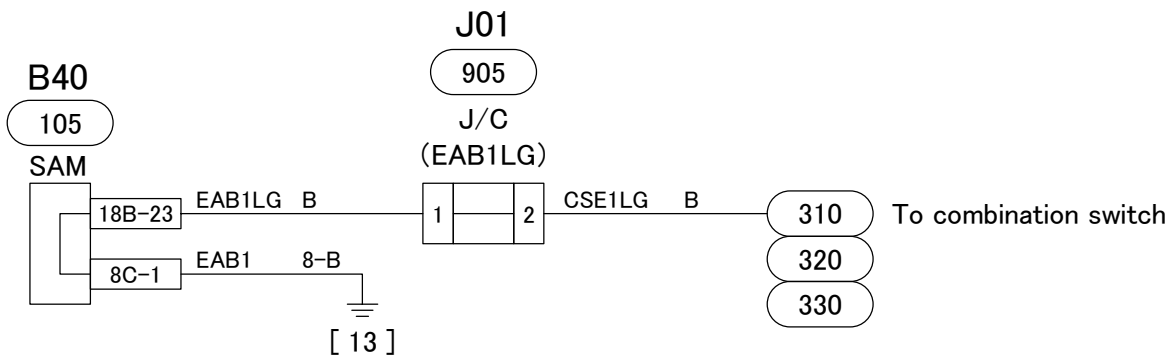 J01
905
J/C
(EAB1LG)
B40
105
SAM
18B-23 EAB1LG B 1 2 CSE1LG B 310 To combination switch
320
8C-1 EAB1 8-B
330
[ 13 ]